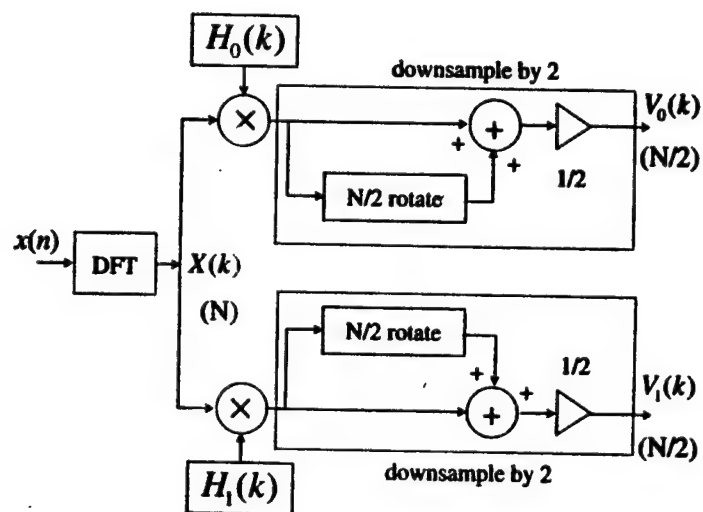 H₀(k)
downsample by 2
×
+
+
+
V₀(k)
(N/2)
1/2
N/2 rotate
x(n)
DFT
X(k)
(N)
N/2 rotate
1/2
+
+
+
V₁(k)
(N/2)
×
H₁(k)
downsample by 2